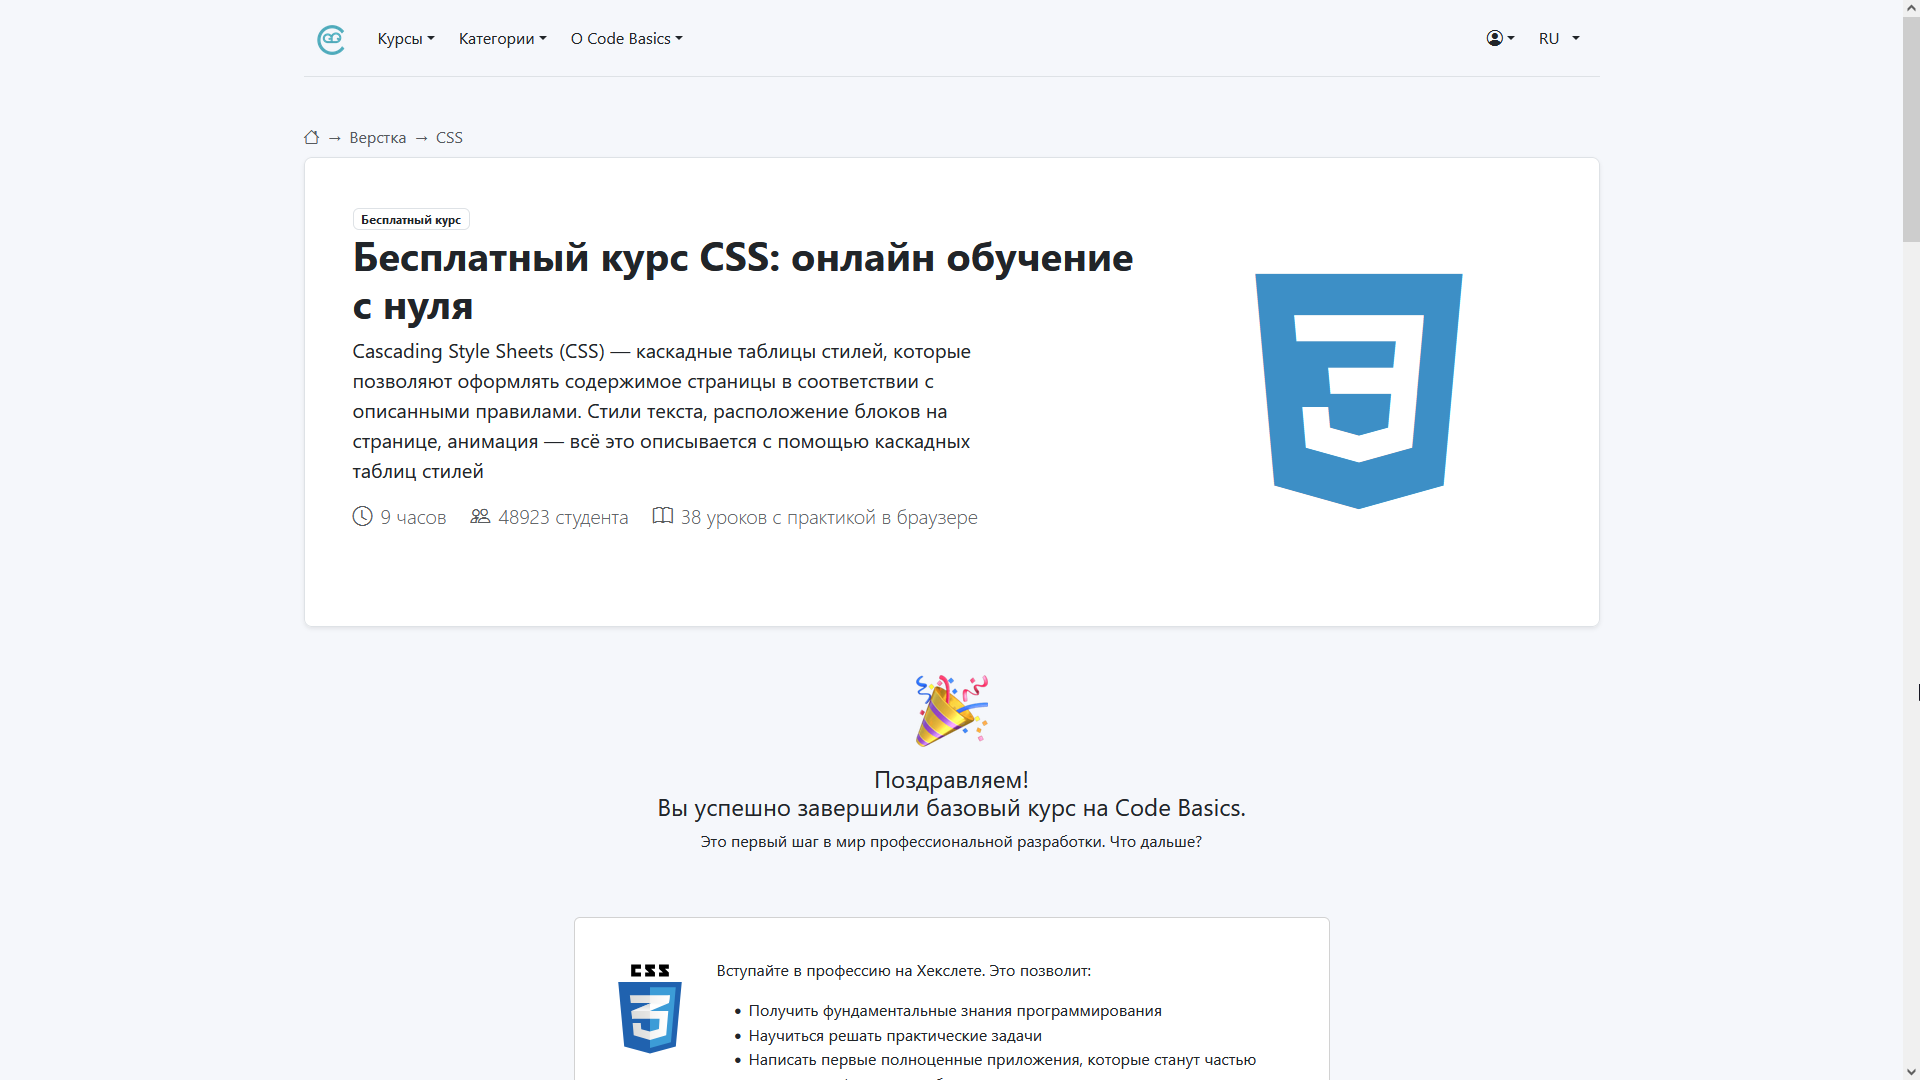 Курсы
Категории
О Code Basics
RU
→ Верстка → CSS
Бесплатный курс
Бесплатный курс CSS: онлайн обучение
с нуля
Cascading Style Sheets (CSS) — каскадные таблицы стилей, которые
позволяют оформлять содержимое страницы в соответствии с
описанными правилами. Стили текста, расположение блоков на
странице, анимация — всё это описывается с помощью каскадных
таблиц стилей
9 часов
48923 студента
38 уроков с практикой в браузере
Поздравляем!
Вы успешно завершили базовый курс на Code Basics.
Это первый шаг в мир профессиональной разработки. Что дальше?
CSS
Вступайте в профессию на Хекслете. Это позволит:
• Получить фундаментальные знания программирования
• Научиться решать практические задачи
• Написать первые полноценные приложения, которые станут частью